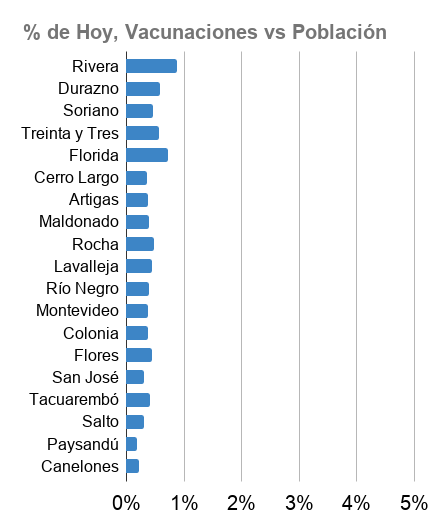 % de Hoy, Vacunaciones vs Población
Rivera
Durazno
Soriano
Treinta y Tres
Florida
Cerro Largo
Artigas
Maldonado
Rocha
Lavalleja
Río Negro
Montevideo
Colonia
Flores
San José
Tacuarembó
Salto
Paysandú
Canelones
0% 1% 2% 3% 4% 5%